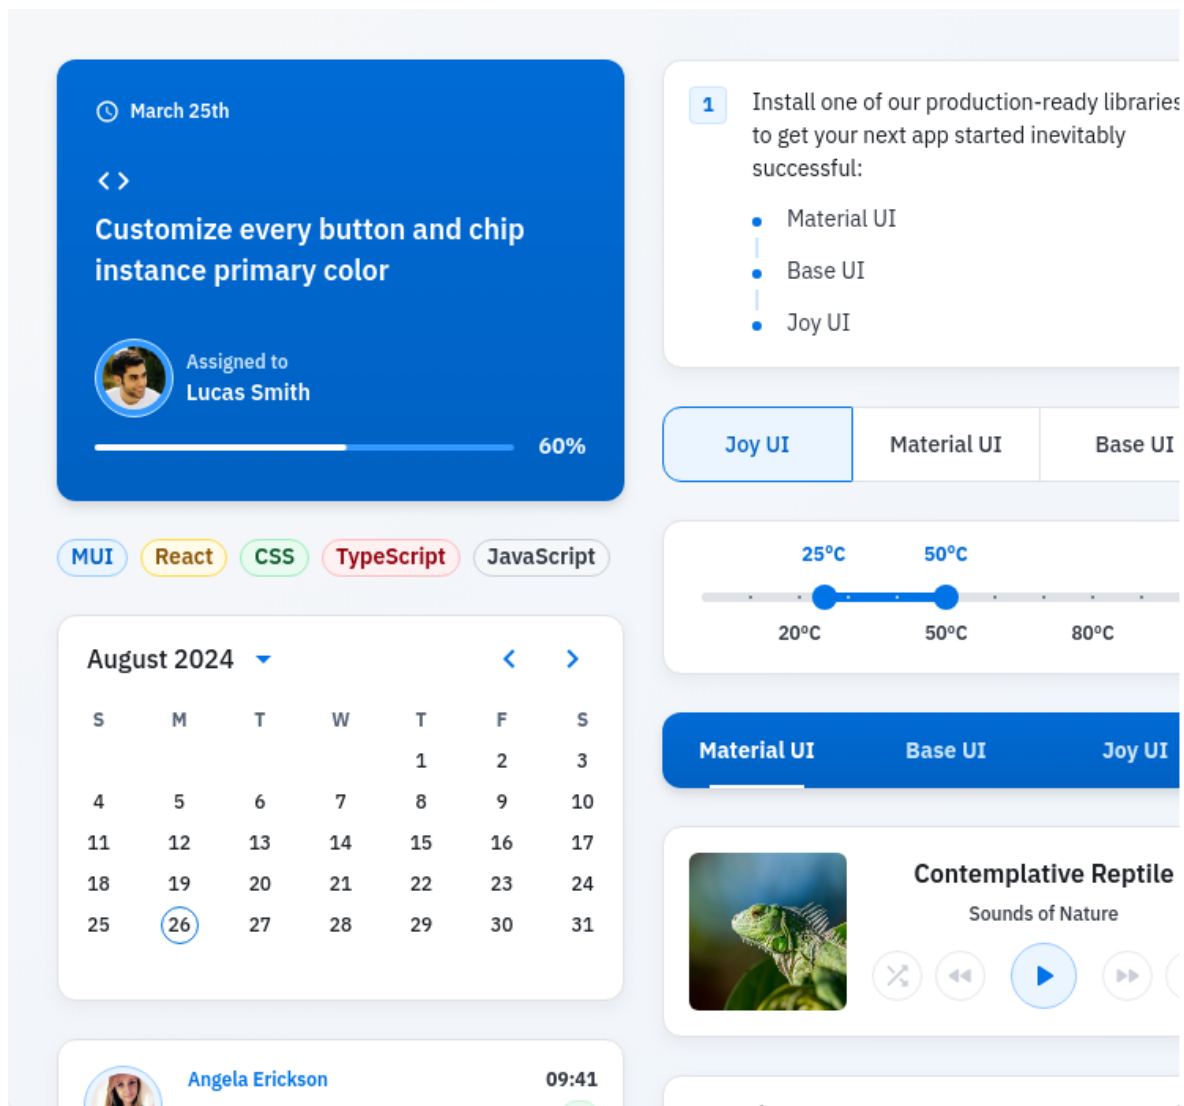 March 25th
Customize every button and chip
instance primary color
Assigned to
Lucas Smith
60%
MUI React CSS TypeScript JavaScript
August 2024
S M T W T F S
1 2 3
4 5 6 7 8 9 10
11 12 13 14 15 16 17
18 19 20 21 22 23 24
25 26 27 28 29 30 31
Angela Erickson 09:41
1 Install one of our production-ready libraries
to get your next app started inevitably
successful:
Material UI
Base UI
Joy UI
Joy UI Material UI Base UI
25°C 50°C
20°C 50°C 80°C
Material UI Base UI Joy UI
Contemplative Reptile
Sounds of Nature